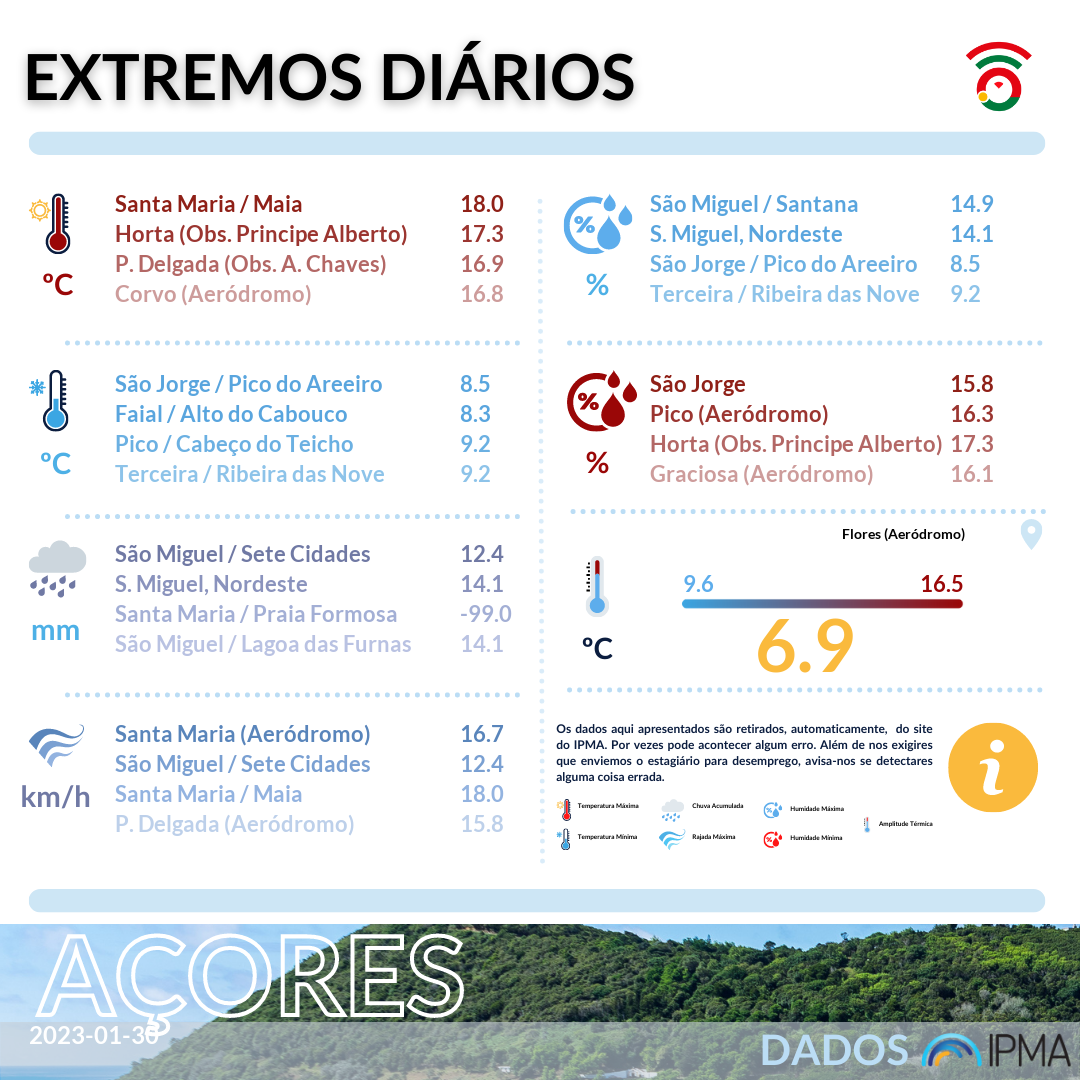 EXTREMOS DIÁRIOS
Santa Maria / Maia 18.0
Horta (Obs. Principe Alberto) 17.3
P. Delgada (Obs. A. Chaves) 16.9
Corvo (Aeródromo) 16.8
ºC
São Jorge / Pico do Areeiro 8.5
Faial / Alto do Cabouco 8.3
Pico / Cabeço do Teicho 9.2
Terceira / Ribeira das Nove 9.2
ºC
São Miguel / Sete Cidades 12.4
S. Miguel, Nordeste 14.1
Santa Maria / Praia Formosa -99.0
São Miguel / Lagoa das Furnas 14.1
mm
Santa Maria (Aeródromo) 16.7
São Miguel / Sete Cidades 12.4
Santa Maria / Maia 18.0
P. Delgada (Aeródromo) 15.8
km/h
%
São Miguel / Santana 14.9
S. Miguel, Nordeste 14.1
São Jorge / Pico do Areeiro 8.5
Terceira / Ribeira das Nove 9.2
%
%
São Jorge 15.8
Pico (Aeródromo) 16.3
Horta (Obs. Principe Alberto) 17.3
Graciosa (Aeródromo) 16.1
%
Flores (Aeródromo)
9.6 16.5
6.9
ºC
Os dados aqui apresentados são retirados, automaticamente, do site
do IPMA. Por vezes pode acontecer algum erro. Além de nos exigires
que enviemos o estagiário para desemprego, avisa-nos se detectares
alguma coisa errada.
i
Temperatura Máxima
Chuva Acumulada
% Humidade Máxima
Amplitude Térmica
Temperatura Mínima
Rajada Máxima
% Humidade Mínima
AÇORES
2023-01-30
DADOS IPMA